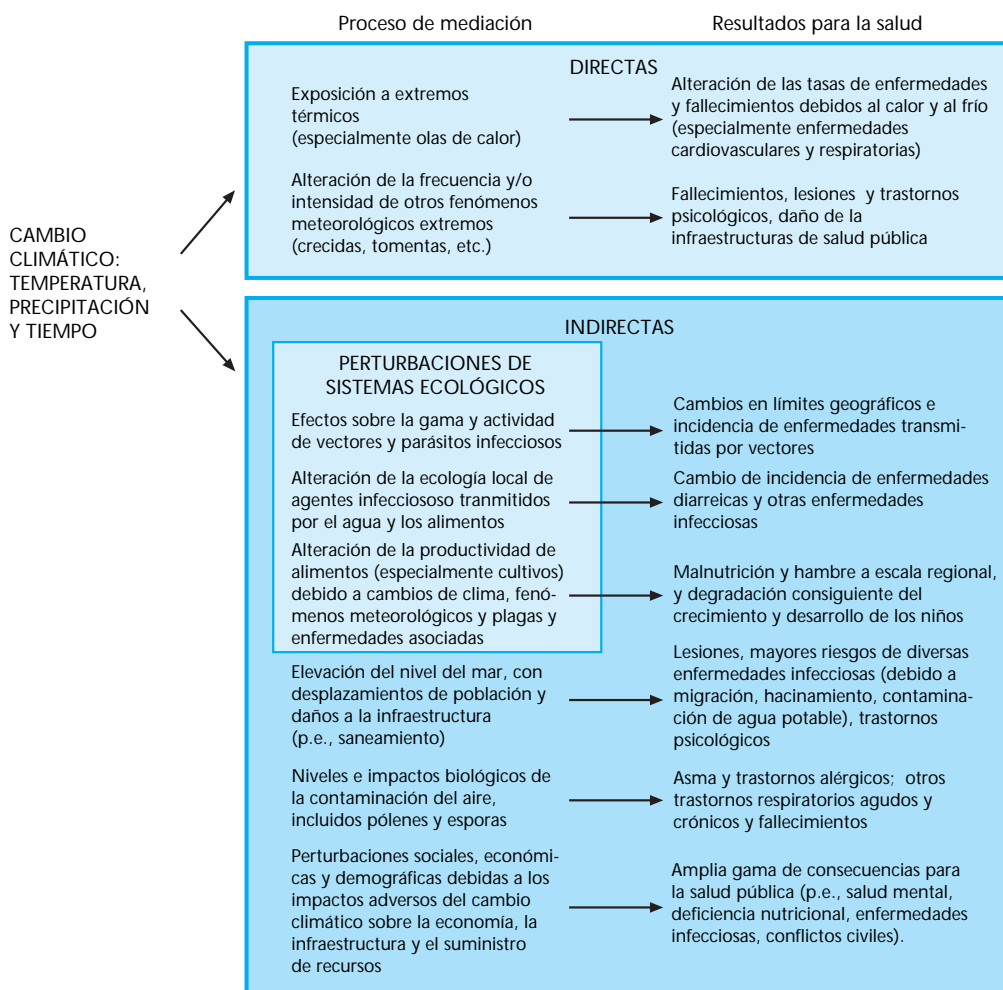 Proceso de mediación
Resultados para la salud
CAMBIO
CLIMÁTICO:
TEMPERATURA,
PRECIPITACIÓN
Y TIEMPO
DIRECTAS
Exposición a extremos
térmicos
(especialmente olas de calor)
Alteración de las tasas de enfermedades
y fallecimientos debidos al calor y al frío
(especialmente enfermedades
cardiovasculares y respiratorias)
Alteración de la frecuencia y/o
intensidad de otros fenómenos
meteorológicos extremos
(crecidas, tomentas, etc.)
Fallecimientos, lesiones y trastornos
psicológicos, daño de la
infraestructuras de salud pública
INDIRECTAS
PERTURBACIONES DE
SISTEMAS ECOLÓGICOS
Efectos sobre la gama y actividad
de vectores y parásitos infecciosos
Cambios en límites geográficos e
incidencia de enfermedades transmi-
tidas por vectores
Alteración de la ecología local de
agentes infecciososo tranmitidos
por el agua y los alimentos
Cambio de incidencia de enfermedades
diarreicas y otras enfermedades
infecciosas
Alteración de la productividad de
alimentos (especialmente cultivos)
debido a cambios de clima, fenó-
menos meteorológicos y plagas y
enfermedades asociadas
Malnutrición y hambre a escala regional,
y degradación consiguiente del
crecimiento y desarrollo de los niños
Elevación del nivel del mar, con
desplazamientos de población y
daños a la infraestructura
(p.e., saneamiento)
Lesiones, mayores riesgos de diversas
enfermedades infecciosas (debido a
migración, hacinamiento, contamina-
ción de agua potable), trastornos
psicológicos
Niveles e impactos biológicos de
la contaminación del aire,
incluidos pólenes y esporas
Asma y trastornos alérgicos; otros
trastornos respiratorios agudos y
crónicos y fallecimientos
Perturbaciones sociales, económi-
cas y demográficas debidas a los
impactos adversos del cambio
climático sobre la economía, la
infraestructura y el suministro
de recursos
Amplia gama de consecuencias para
la salud pública (p.e., salud mental,
deficiencia nutricional, enfermedades
infecciosas, conflictos civiles).